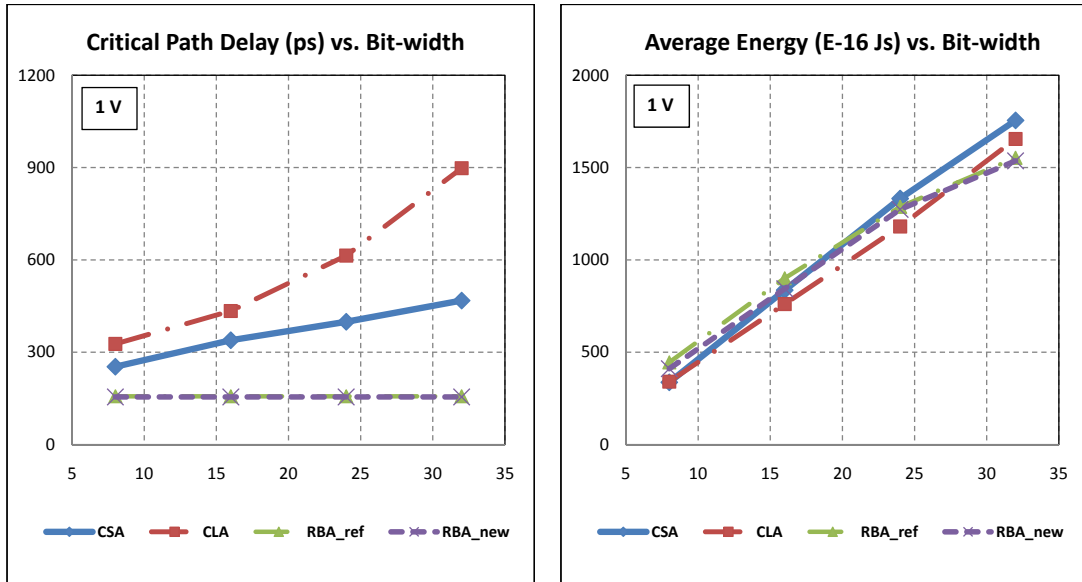 Critical Path Delay (ps) vs. Bit-width
1200
1 V
900
600
300
0
5 10 15 20 25 30 35
CSA CLA RBA_ref RBA_new
Average Energy (E-16 Js) vs. Bit-width
2000
1 V
1500
1000
500
0
5 10 15 20 25 30 35
CSA CLA RBA_ref RBA_new